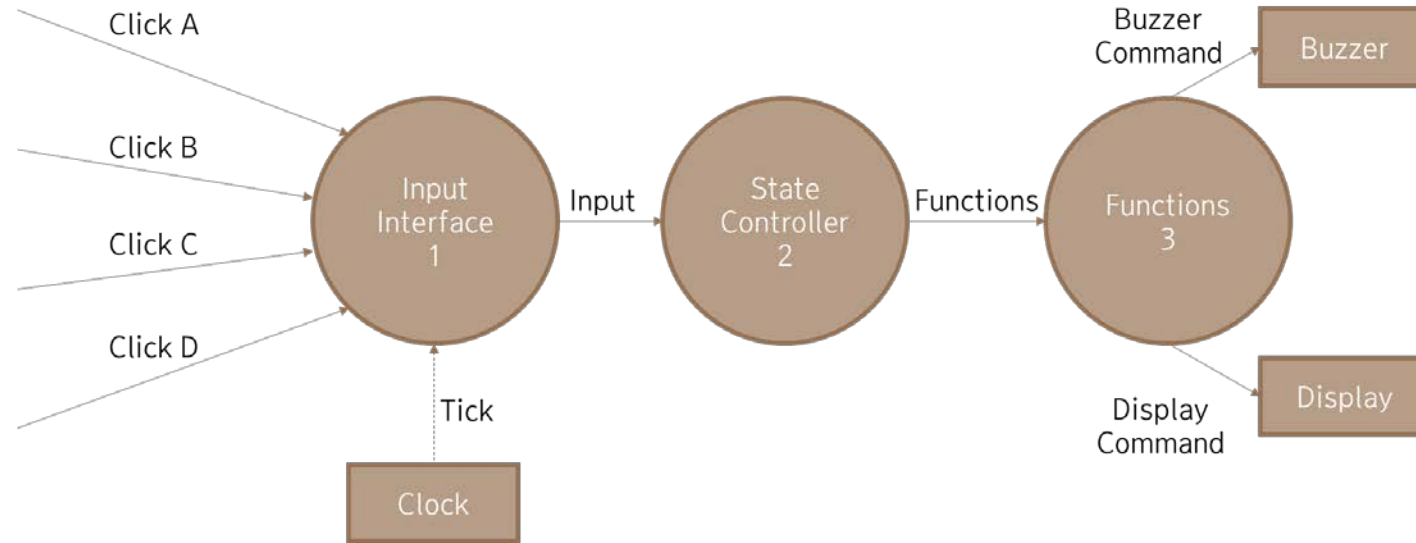 Click A
Click B
Click C
Click D
Input
Interface
1
Tick
Clock
Input
State
Controller
2
Functions
Functions
3
Buzzer
Command
Buzzer
Display
Command
Display